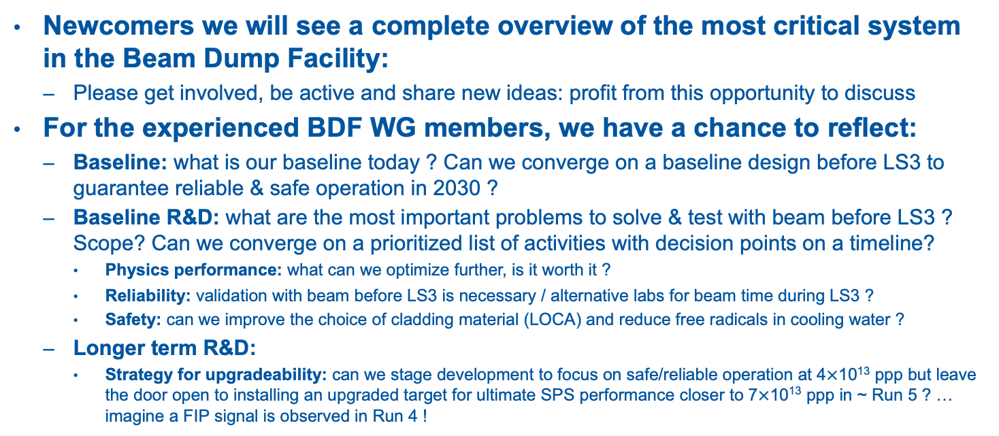 • Newcomers we will see a complete overview of the most critical system
in the Beam Dump Facility:
– Please get involved, be active and share new ideas: profit from this opportunity to discuss
• For the experienced BDF WG members, we have a chance to reflect:
– Baseline: what is our baseline today ? Can we converge on a baseline design before LS3 to
guarantee reliable & safe operation in 2030 ?
– Baseline R&D: what are the most important problems to solve & test with beam before LS3 ?
Scope? Can we converge on a prioritized list of activities with decision points on a timeline?
• Physics performance: what can we optimize further, is it worth it ?
• Reliability: validation with beam before LS3 is necessary / alternative labs for beam time during LS3 ?
• Safety: can we improve the choice of cladding material (LOCA) and reduce free radicals in cooling water ?
– Longer term R&D:
• Strategy for upgradeability: can we stage development to focus on safe/reliable operation at 4×10¹³ ppp but leave
the door open to installing an upgraded target for ultimate SPS performance closer to 7×10¹³ ppp in ~ Run 5 ? …
imagine a FIP signal is observed in Run 4 !